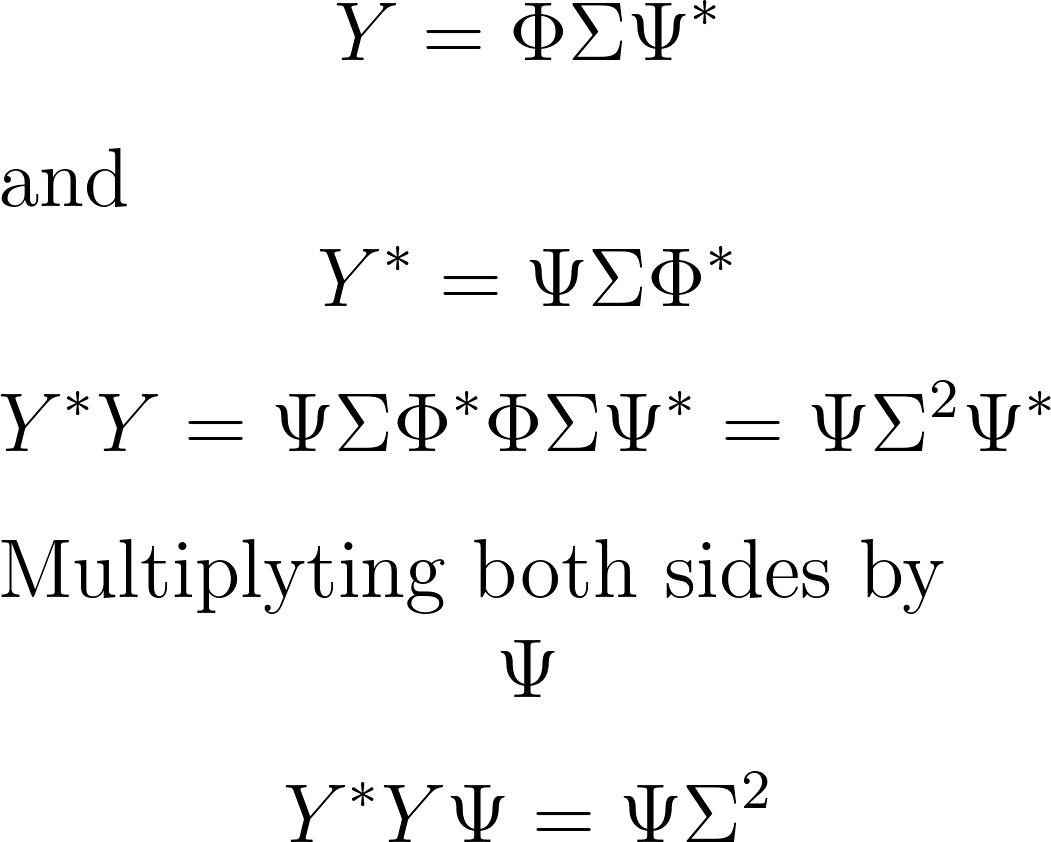 Y = ΦΣΨ*
and
Y* = ΨΣΦ*
Y*Y = ΨΣΦ*ΦΣΨ* = ΨΣ²Ψ*
Multiplyting both sides by
Ψ
Y*YΨ = ΨΣ²